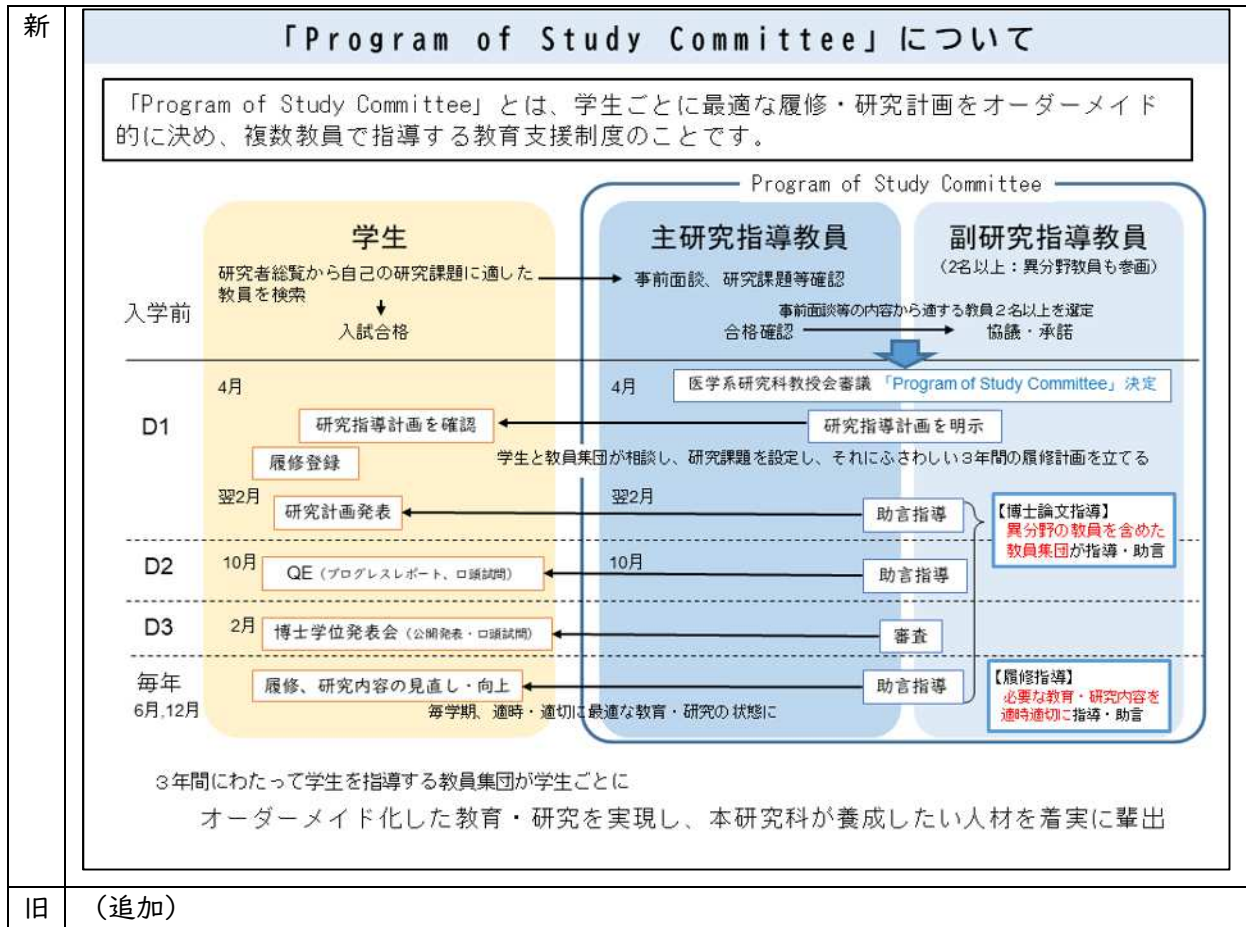 新
「Program of Study Committee」について
「Program of Study Committee」とは、学生ごとに最適な履修・研究計画をオーダーメイド
的に決め、複数教員で指導する教育支援制度のことです。
Program of Study Committee
学生
主研究指導教員
副研究指導教員
(2名以上:異分野教員も参画)
入学前
研究者総覧から自己の研究課題に適した
教員を検索
事前面談、研究課題等確認
事前面談等の内容から適する教員2名以上を選定
入試合格
合格確認
協議・承諾
D1
4月
4月
医学系研究科教授会審議 「Program of Study Committee」決定
研究指導計画を確認
研究指導計画を明示
履修登録
学生と教員集団が相談し、研究課題を設定し、それにふさわしい3年間の履修計画を立てる
翌2月
研究計画発表
翌2月
助言指導
【博士論文指導】
異分野の教員を含めた
教員集団が指導・助言
D2
10月
QE(プログレスレポート、口頭試問)
10月
助言指導
D3
2月
博士学位発表会(公開発表・口頭試問)
審査
毎年
6月,12月
履修、研究内容の見直し・向上
助言指導
【履修指導】
必要な教育・研究内容を
適時適切に指導・助言
毎学期、適時・適切に最適な教育・研究の状態に
3年間にわたって学生を指導する教員集団が学生ごとに
オーダーメイド化した教育・研究を実現し、本研究科が養成したい人材を着実に輩出
旧
(追加)